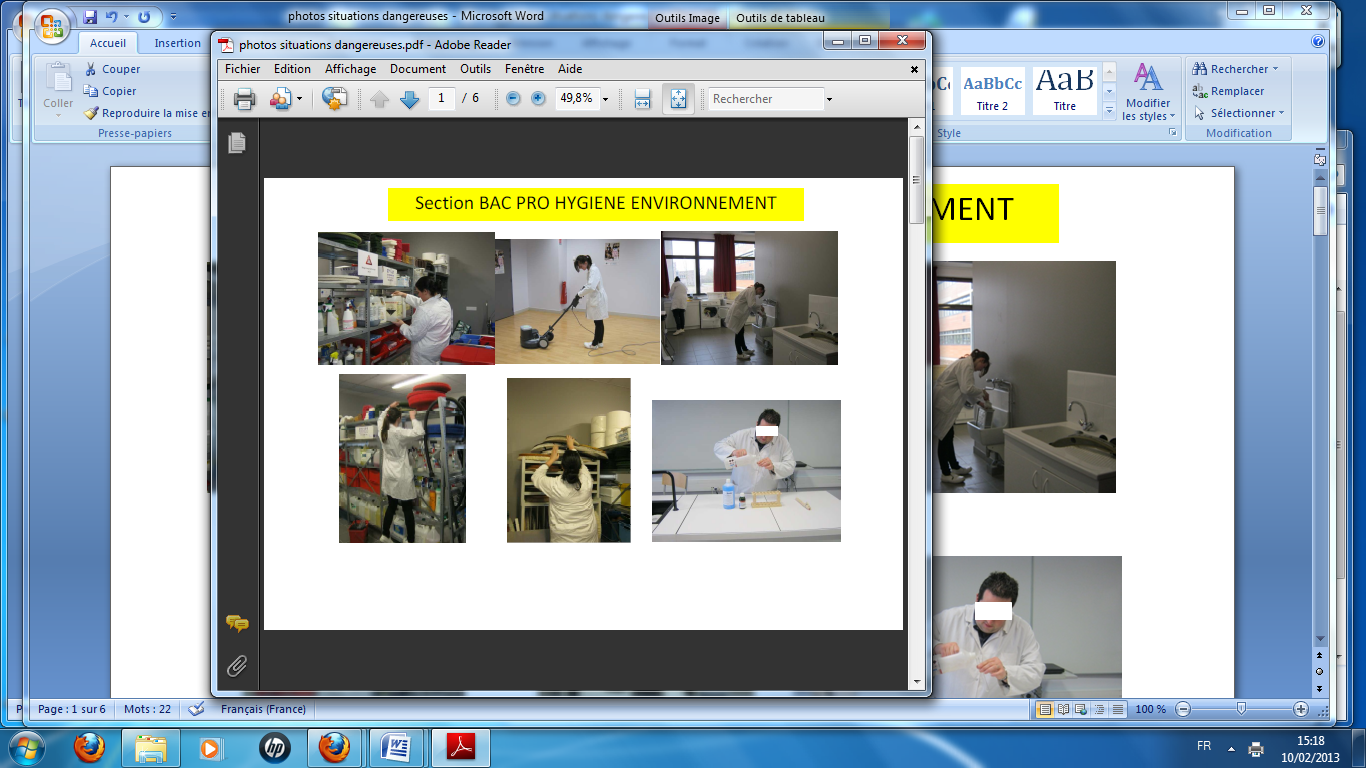 photos situations dangereuses - Microsoft Word
Outils Image
Outils de tableau
Accueil
Insertion
Coller
Couper
Copier
Reproduire la mise en
Presse-papiers
AaBbCc
Titre 2
AaB
Titre
Modifier
les styles
Style
Rechercher
Remplacer
Sélectionner
Modification
photos situations dangereuses.pdf - Adobe Reader
Fichier Edition Affichage Document Outils Fenêtre Aide
1 / 6
49,8%
Rechercher
Section BAC PRO HYGIENE ENVIRONNEMENT
MENT
Page : 1 sur 6
Mots : 22
Français (France)
100 %
hp
FR
15:18
10/02/2013